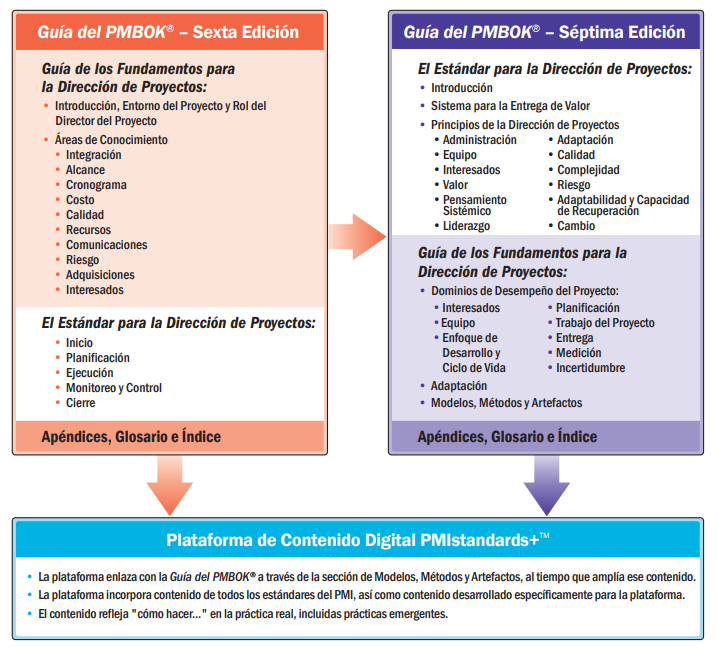 Guía del PMBOK® – Sexta Edición
Guía de los Fundamentos para
la Dirección de Proyectos:
• Introducción, Entorno del Proyecto y Rol del
Director del Proyecto
• Áreas de Conocimiento
• Integración
• Alcance
• Cronograma
• Costo
• Calidad
• Recursos
• Comunicaciones
• Riesgo
• Adquisiciones
• Interesados
El Estándar para la Dirección de Proyectos:
• Inicio
• Planificación
• Ejecución
• Monitoreo y Control
• Cierre
Apéndices, Glosario e Índice
Guía del PMBOK® – Séptima Edición
El Estándar para la Dirección de Proyectos:
• Introducción
• Sistema para la Entrega de Valor
• Principios de la Dirección de Proyectos
• Administración
• Equipo
• Interesados
• Valor
• Pensamiento
Sistémico
• Liderazgo
• Adaptación
• Calidad
• Complejidad
• Riesgo
• Adaptabilidad y Capacidad
de Recuperación
• Cambio
Guía de los Fundamentos para la
Dirección de Proyectos:
• Dominios de Desempeño del Proyecto:
• Interesados
• Equipo
• Enfoque de
Desarrollo y
Ciclo de Vida
• Planificación
• Trabajo del Proyecto
• Entrega
• Medición
• Incertidumbre
• Adaptación
• Modelos, Métodos y Artefactos
Apéndices, Glosario e Índice
Plataforma de Contenido Digital PMIstandards+™
• La plataforma enlaza con la Guía del PMBOK® a través de la sección de Modelos, Métodos y Artefactos, al tiempo que amplía ese contenido.
• La plataforma incorpora contenido de todos los estándares del PMI, así como contenido desarrollado específicamente para la plataforma.
• El contenido refleja "cómo hacer..." en la práctica real, incluidas prácticas emergentes.